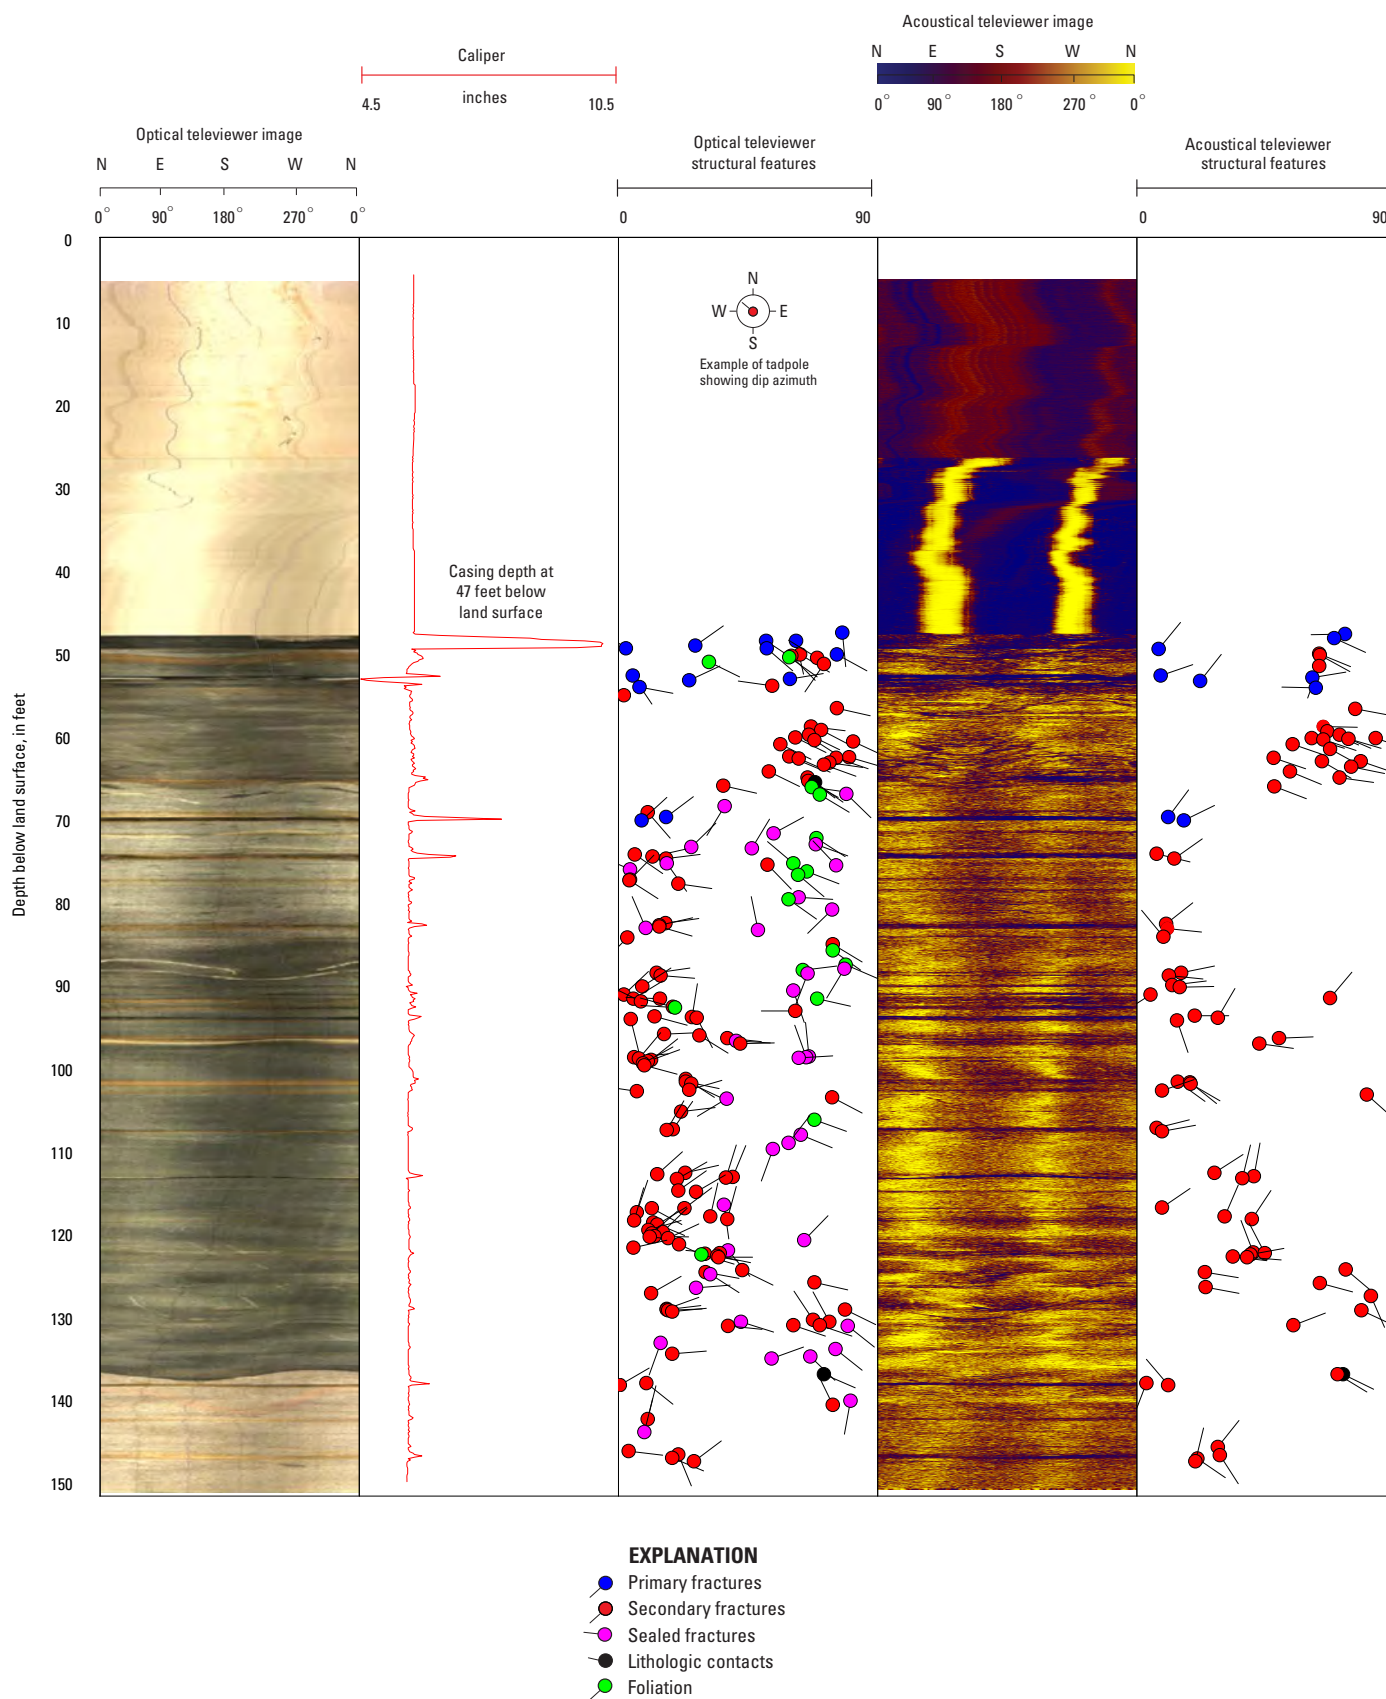 Acoustical televiewer image
N E S W N
0° 90° 180° 270° 0°
Caliper
inches
4.5 10.5
Optical televiewer image
N E S W N
0° 90° 180° 270° 0°
Optical televiewer
structural features
0 90
Acoustical televiewer
structural features
0 90
Depth below land surface, in feet
0
10
20
30
40
50
60
70
80
90
100
110
120
130
140
150
N
W E
S
Example of tadpole
showing dip azimuth
Casing depth at
47 feet below
land surface
EXPLANATION
Primary fractures
Secondary fractures
Sealed fractures
Lithologic contacts
Foliation